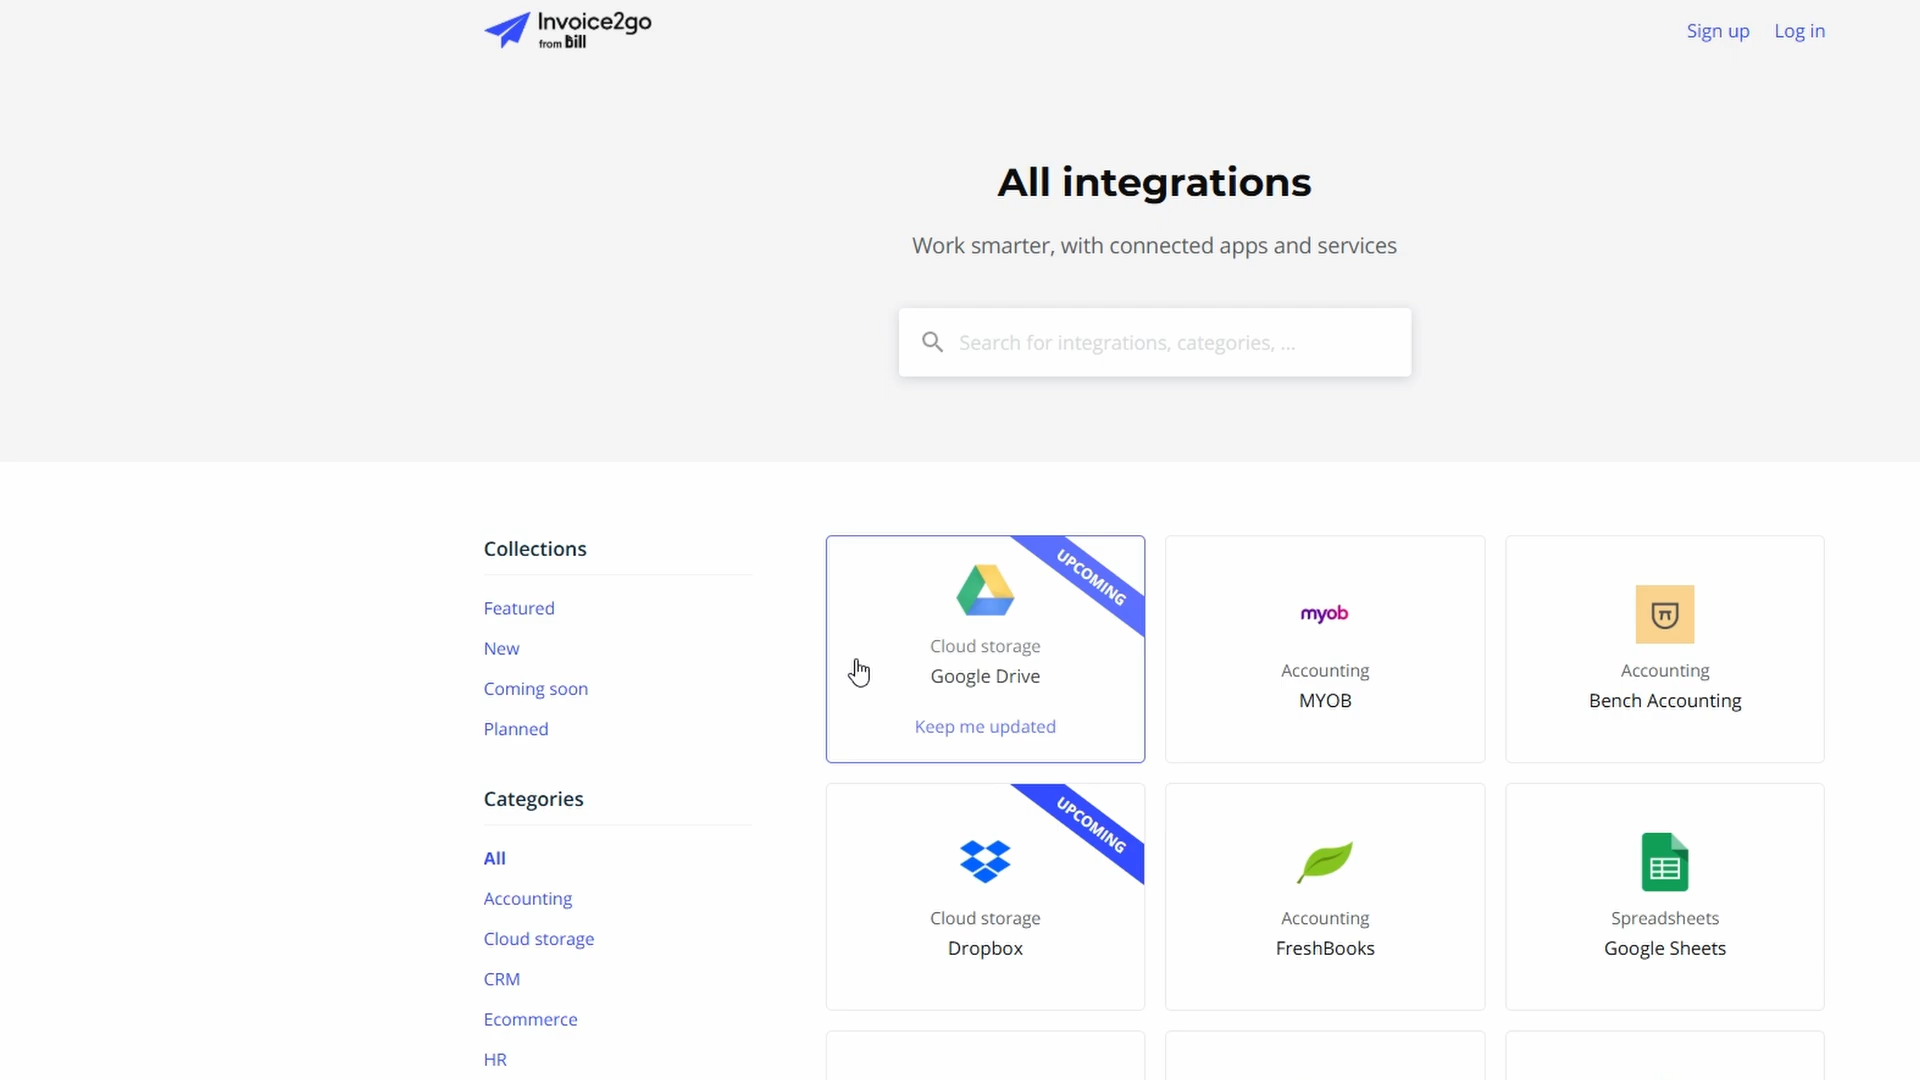 Invoice2go
from Bill
Sign up
Log in
All integrations
Work smarter, with connected apps and services
Search for integrations, categories, ...
Collections
Featured
New
Coming soon
Planned
Categories
All
Accounting
Cloud storage
CRM
Ecommerce
HR
UPCOMING
Cloud storage
Google Drive
Keep me updated
myob
Accounting
MYOB
Accounting
Bench Accounting
UPCOMING
Cloud storage
Dropbox
Accounting
FreshBooks
Spreadsheets
Google Sheets